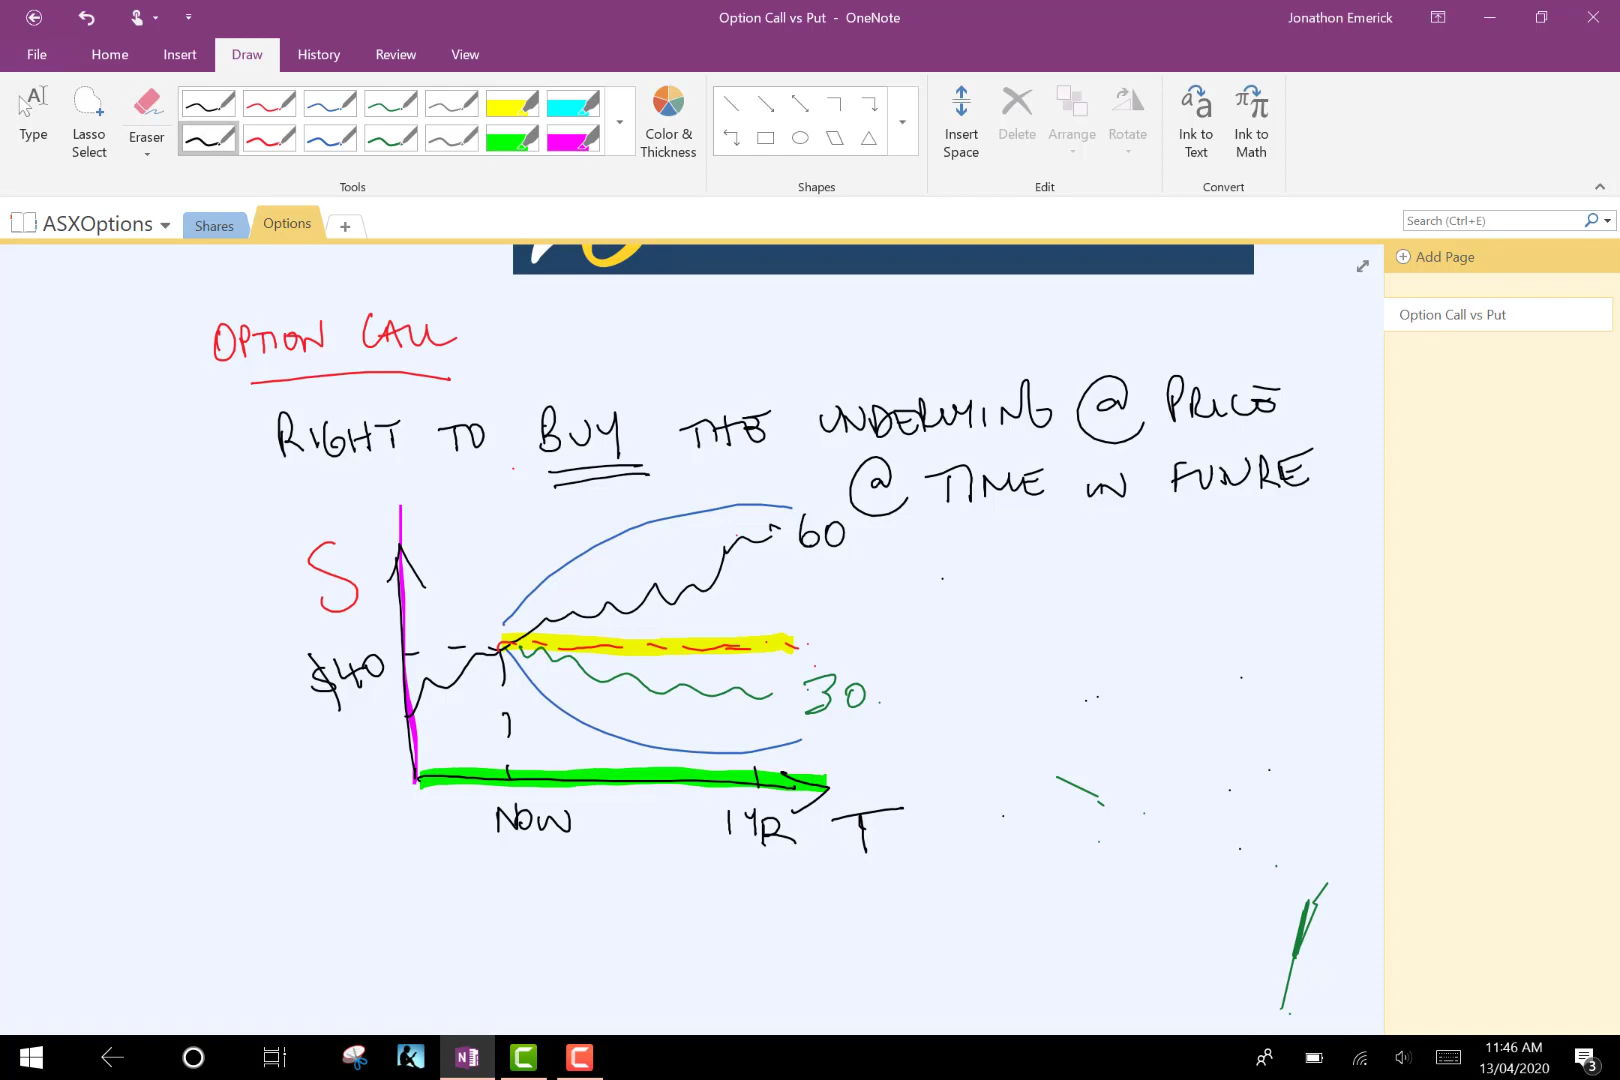 Option Call vs Put - OneNote
Jonathon Emerick
File Home Insert Draw History Review View
Type
Lasso Select
Eraser
Color & Thickness
Insert Space
Delete
Arrange
Rotate
Ink to Text
Ink to Math
Tools
Shapes
Edit
Convert
ASXOptions
Shares
Options
Search (Ctrl+E)
Add Page
Option Call vs Put
OPTION CALL
RIGHT TO BUY THE UNDERLYING @ PRICE
@ TIME IN FUTURE
S
60
$40
30
NOW
1 YR
T
11:46 AM
13/04/2020
3